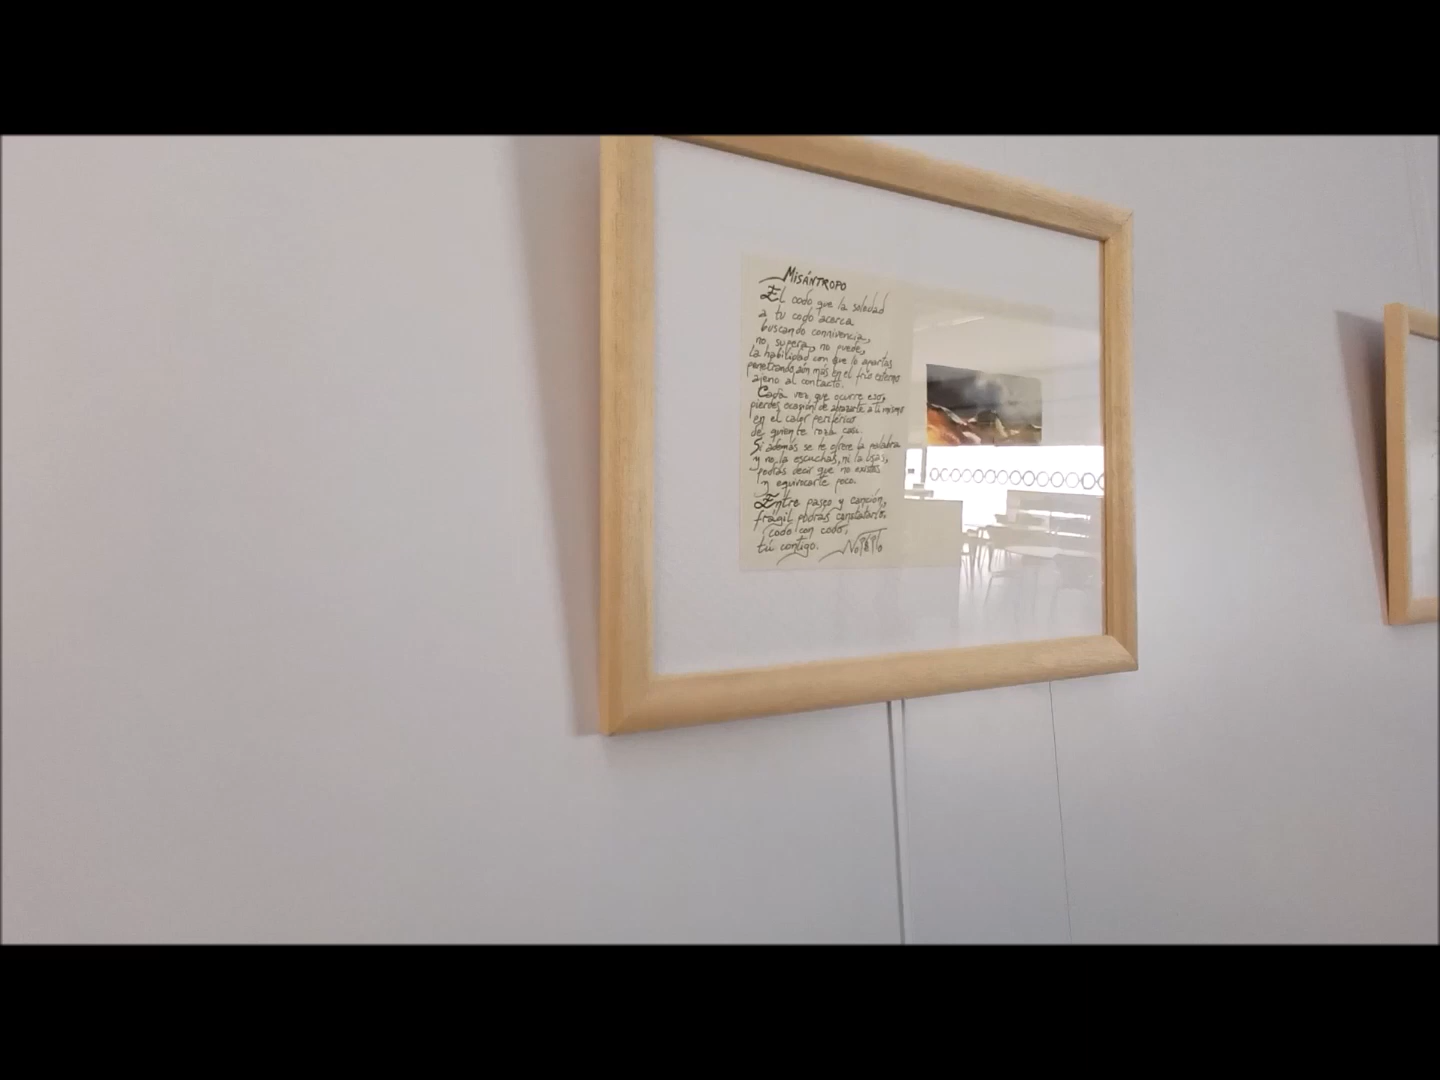 Misántropo
El codo que la soledad
a tu codo acerca
buscando connivencia,
no supera, no puede,
la habilidad con que lo apartas
penetrando aún más en el frío externo
ajeno al contacto.
Cada vez que ocurre eso,
pierdes ocasión de abrazarte a ti mismo
en el calor periférico
de quien te roza
Si además se te ofrece la palabra
y no la escuchas, ni la usas,
podrás decir que no existes
y equivocarte poco.
Entre paseo y canción,
frágil, podrás constatarlo.
codo con codo,
tú contigo.